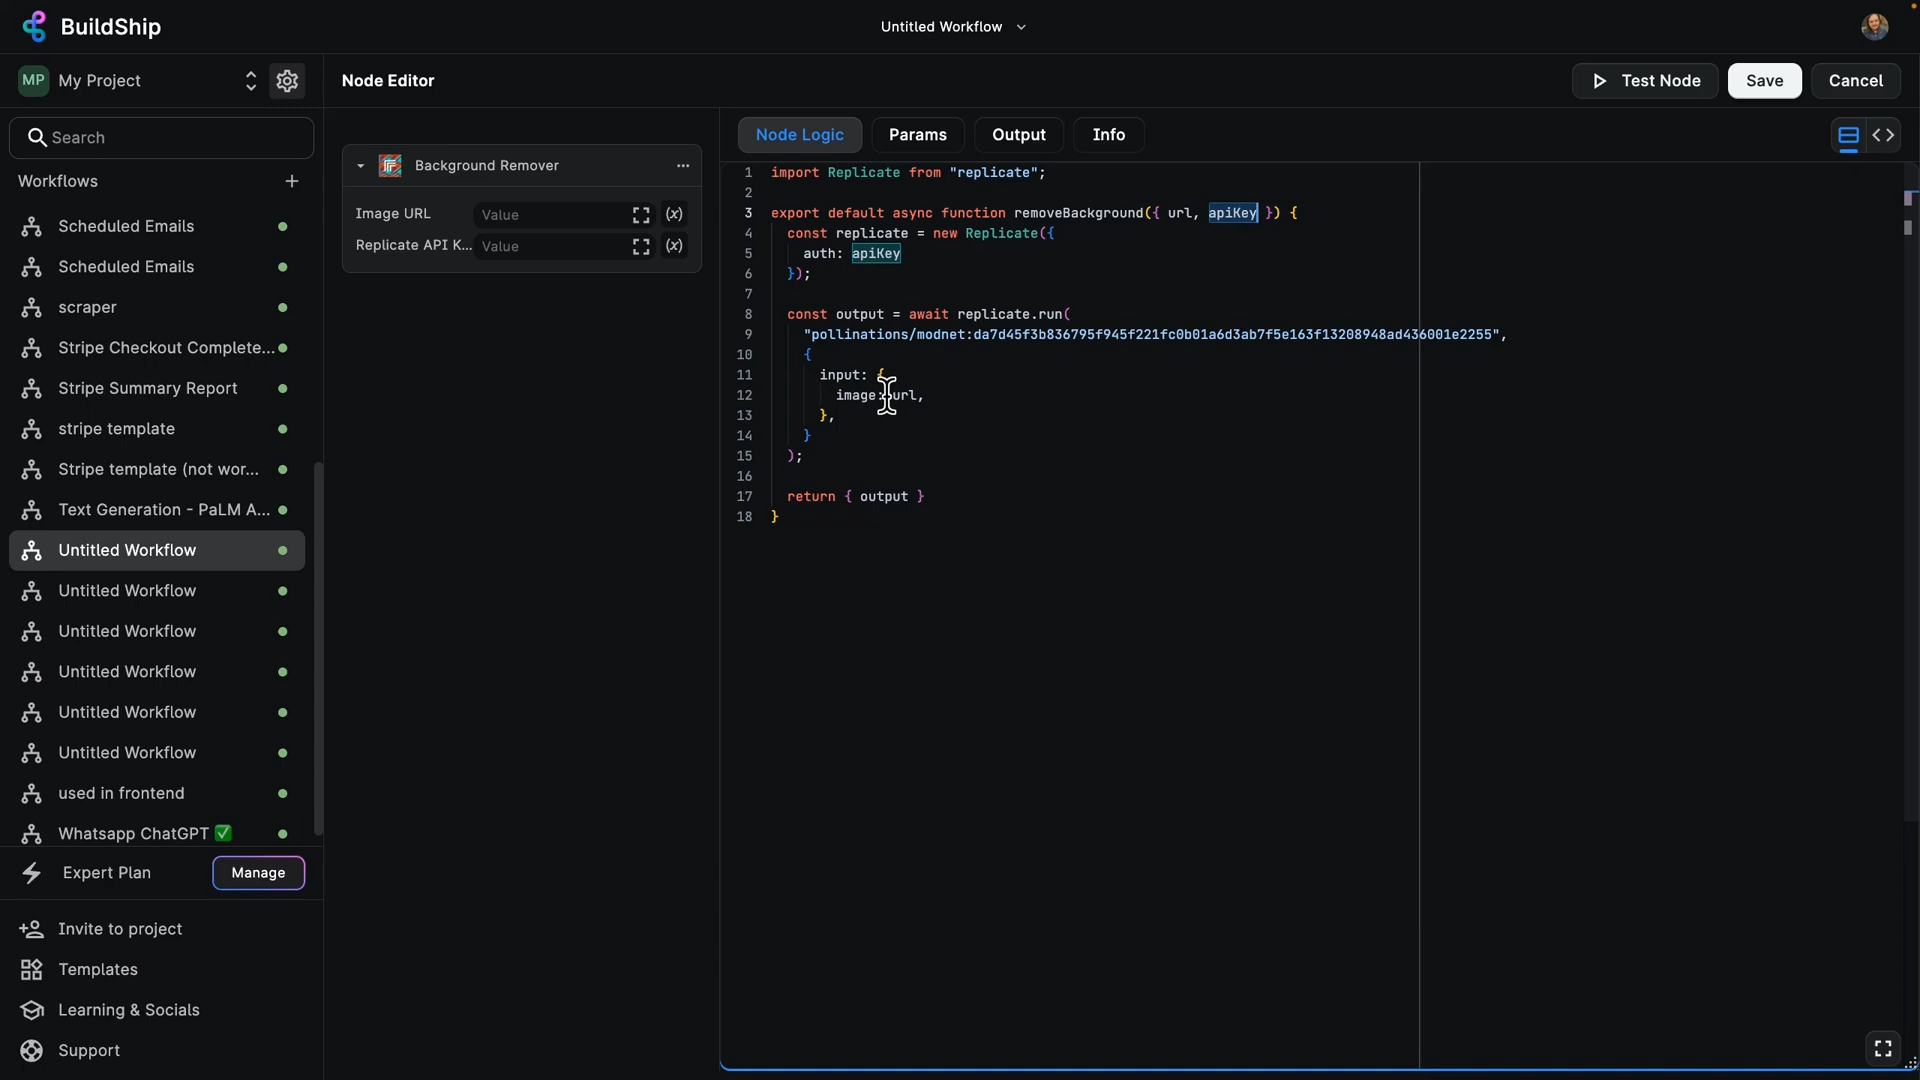 BuildShip
Untitled Workflow
MP My Project
Node Editor
Test Node
Save
Cancel
Search
Workflows
Scheduled Emails
Scheduled Emails
scraper
Stripe Checkout Complete...
Stripe Summary Report
stripe template
Stripe template (not wor...
Text Generation - PaLM A...
Untitled Workflow
Untitled Workflow
Untitled Workflow
Untitled Workflow
Untitled Workflow
Untitled Workflow
used in frontend
Whatsapp ChatGPT ✅
Expert Plan
Manage
Invite to project
Templates
Learning & Socials
Support
Background Remover
Image URL Value (x)
Replicate API K... Value (x)
Node Logic Params Output Info
1 import Replicate from "replicate";
2
3 export default async function removeBackground({ url, apiKey }) {
4 const replicate = new Replicate({
5 auth: apiKey
6 });
7
8 const output = await replicate.run(
9 "pollinations/modnet:da7d45f3b836795f945f221fc0b01a6d3ab7f5e163f13208948ad436001e2255",
10 {
11 input: {
12 image: url,
13 },
14 }
15 );
16
17 return { output }
18 }